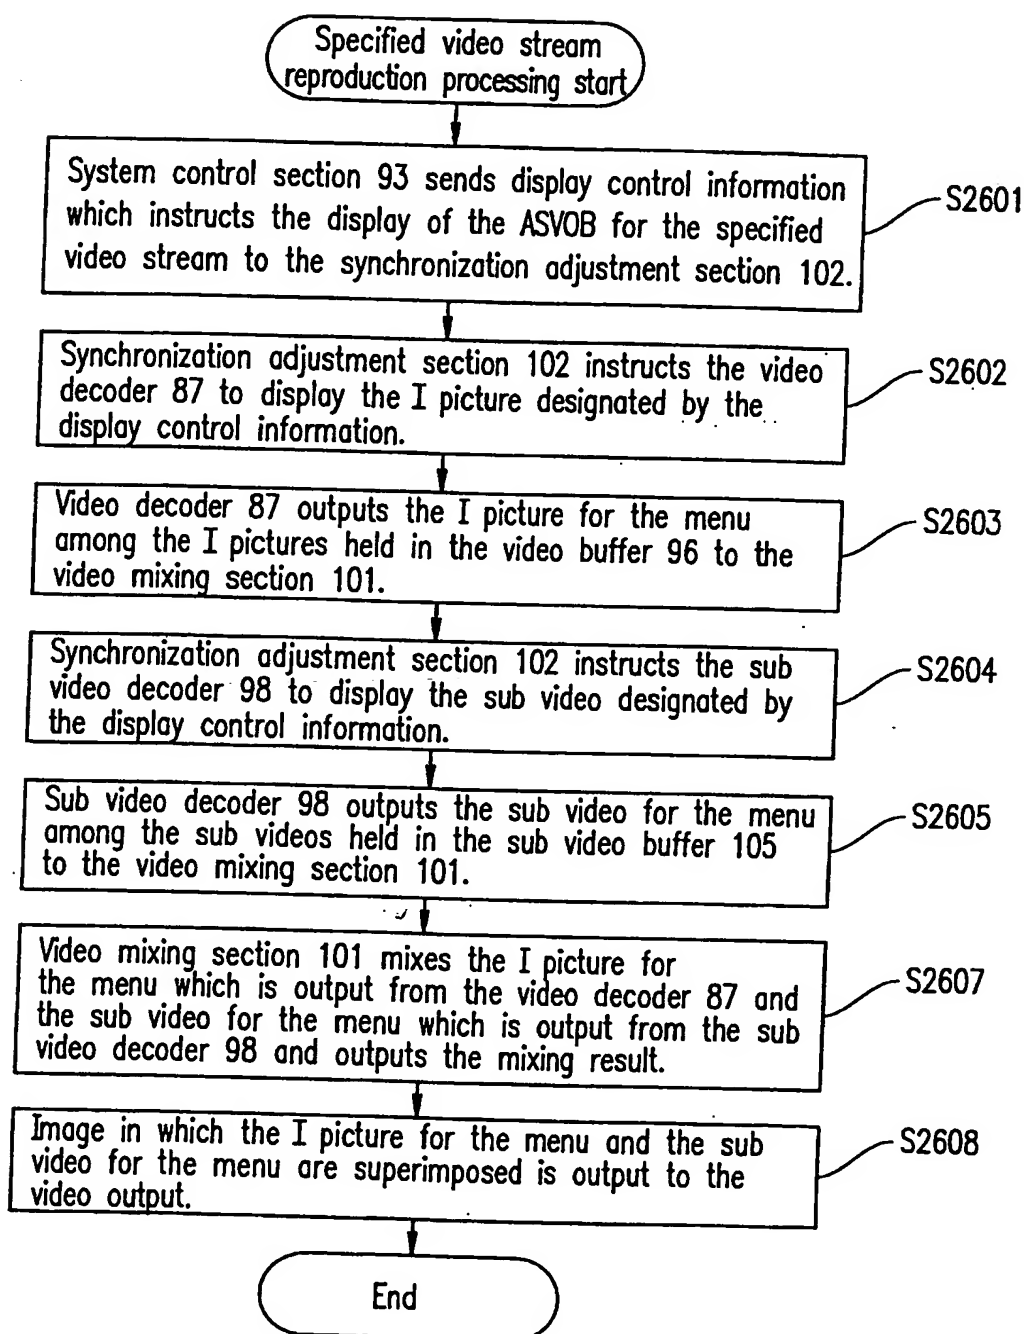 Specified video stream
reproduction processing start
System control section 93 sends display control information
which instructs the display of the ASVOB for the specified
video stream to the synchronization adjustment section 102.
S2601
Synchronization adjustment section 102 instructs the video
decoder 87 to display the I picture designated by the
display control information.
S2602
Video decoder 87 outputs the I picture for the menu
among the I pictures held in the video buffer 96 to the
video mixing section 101.
S2603
Synchronization adjustment section 102 instructs the sub
video decoder 98 to display the sub video designated by
the display control information.
S2604
Sub video decoder 98 outputs the sub video for the menu
among the sub videos held in the sub video buffer 105
to the video mixing section 101.
S2605
Video mixing section 101 mixes the I picture for
the menu which is output from the video decoder 87 and
the sub video for the menu which is output from the sub
video decoder 98 and outputs the mixing result.
S2607
Image in which the I picture for the menu and the sub
video for the menu are superimposed is output to the
video output.
S2608
End